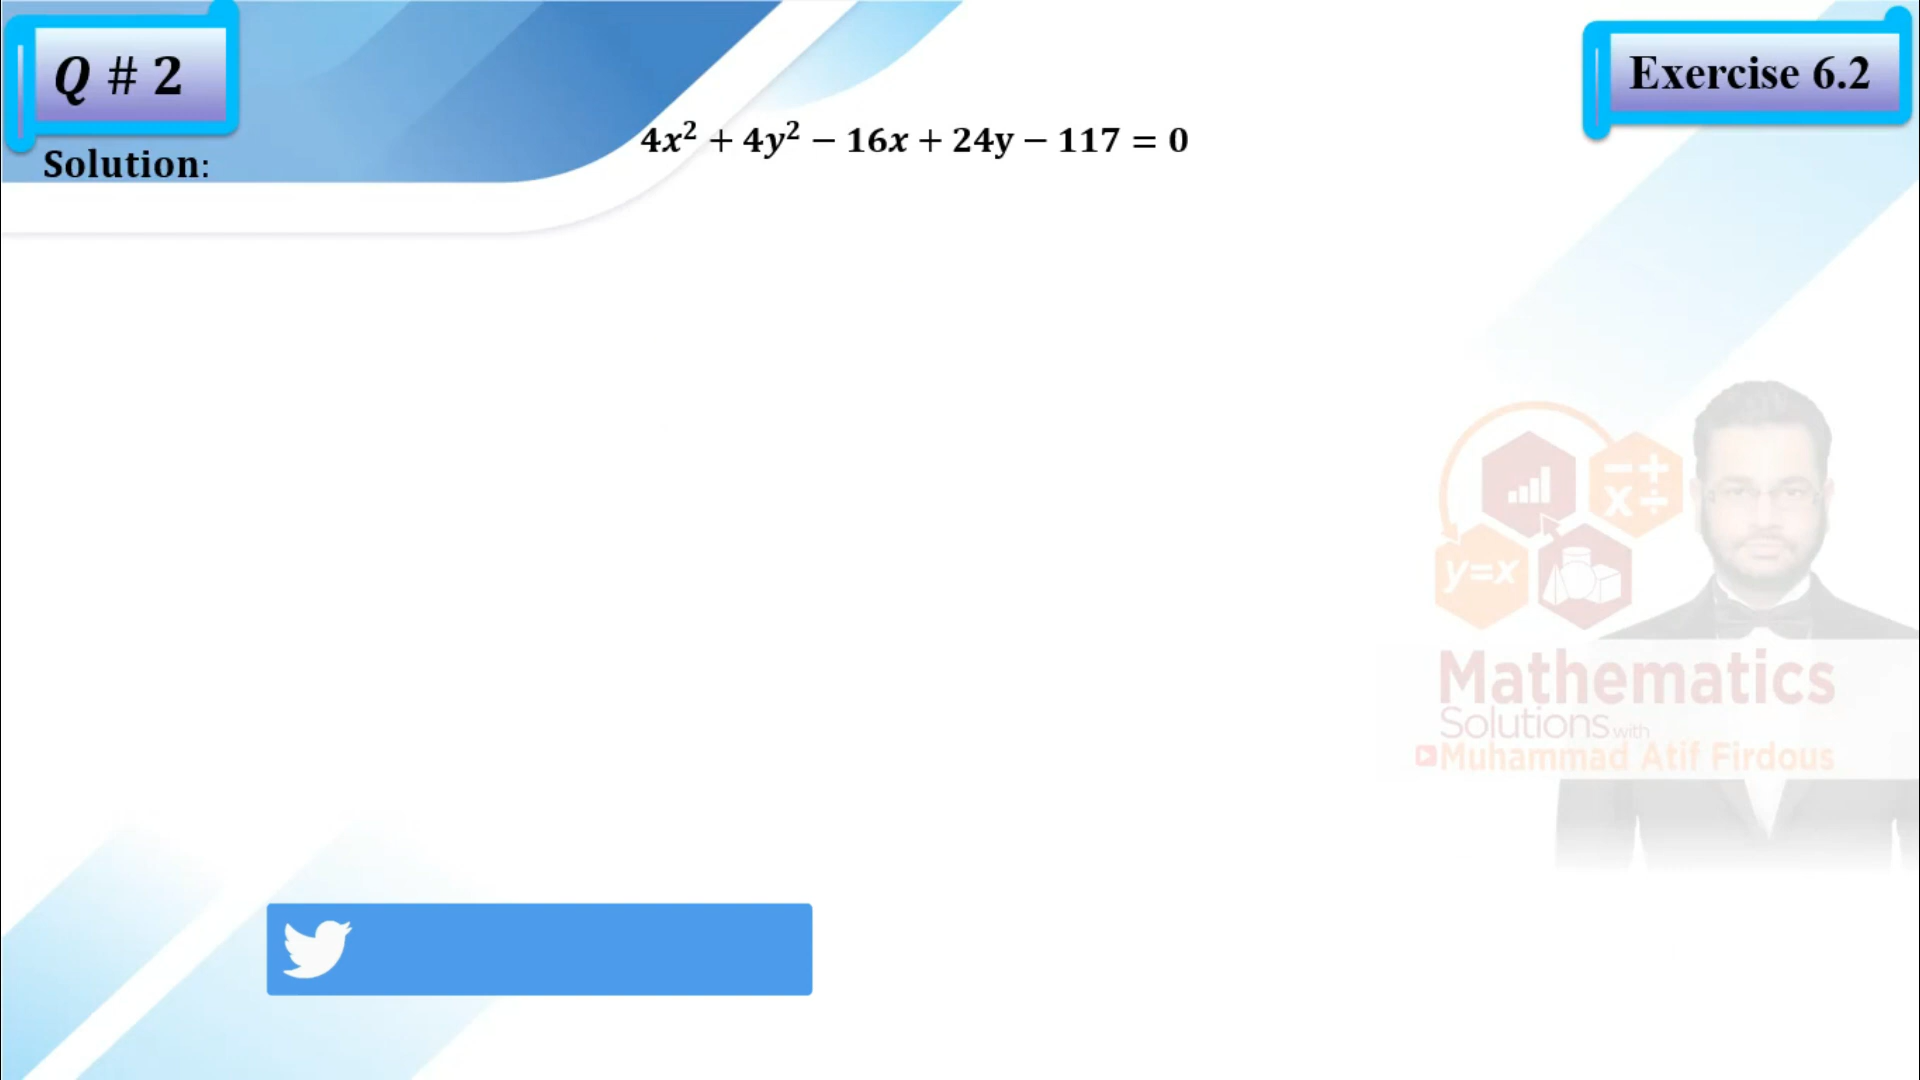 Q # 2
Exercise 6.2
4x² + 4y² − 16x + 24y − 117 = 0
Solution:
− +
x ÷
y=x
Mathematics
Solutions with
Muhammad Atif Firdous